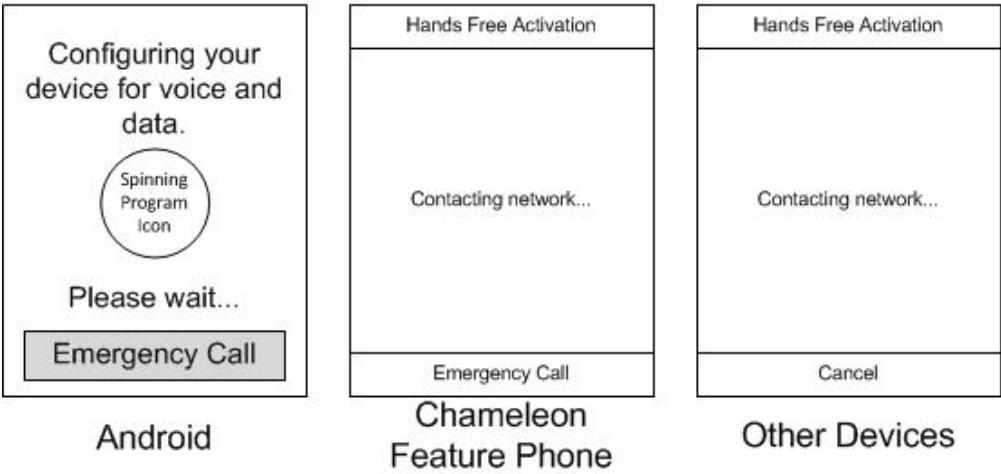 Configuring your
device for voice and
data.
Spinning
Program
Icon
Please wait...
Emergency Call
Android
Hands Free Activation
Contacting network...
Emergency Call
Chameleon
Feature Phone
Hands Free Activation
Contacting network...
Cancel
Other Devices